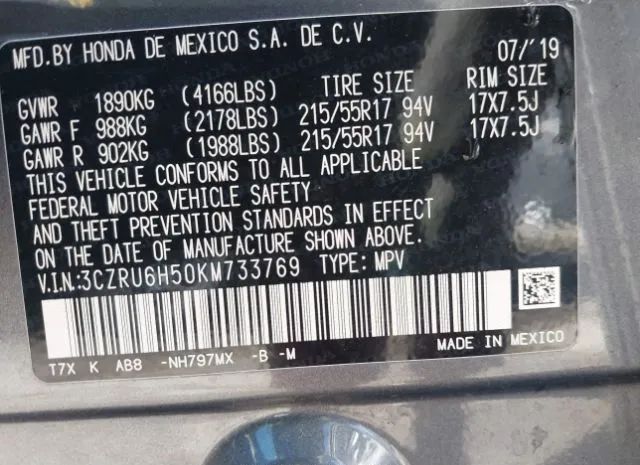 MFD.BY HONDA DE MEXICO S.A. DE C.V. 07/'19
GVWR 1890KG (4166LBS) TIRE SIZE RIM SIZE
GAWR F 988KG (2178LBS) 215/55R17 94V 17X7.5J
GAWR R 902KG (1988LBS) 215/55R17 94V 17X7.5J
THIS VEHICLE CONFORMS TO ALL APPLICABLE
FEDERAL MOTOR VEHICLE SAFETY
AND THEFT PREVENTION STANDARDS IN EFFECT
ON THE DATE OF MANUFACTURE SHOWN ABOVE.
V.I.N.:3CZRU6H50KM733769 TYPE: MPV
T7X K AB8 -NH797MX -B -M MADE IN MEXICO